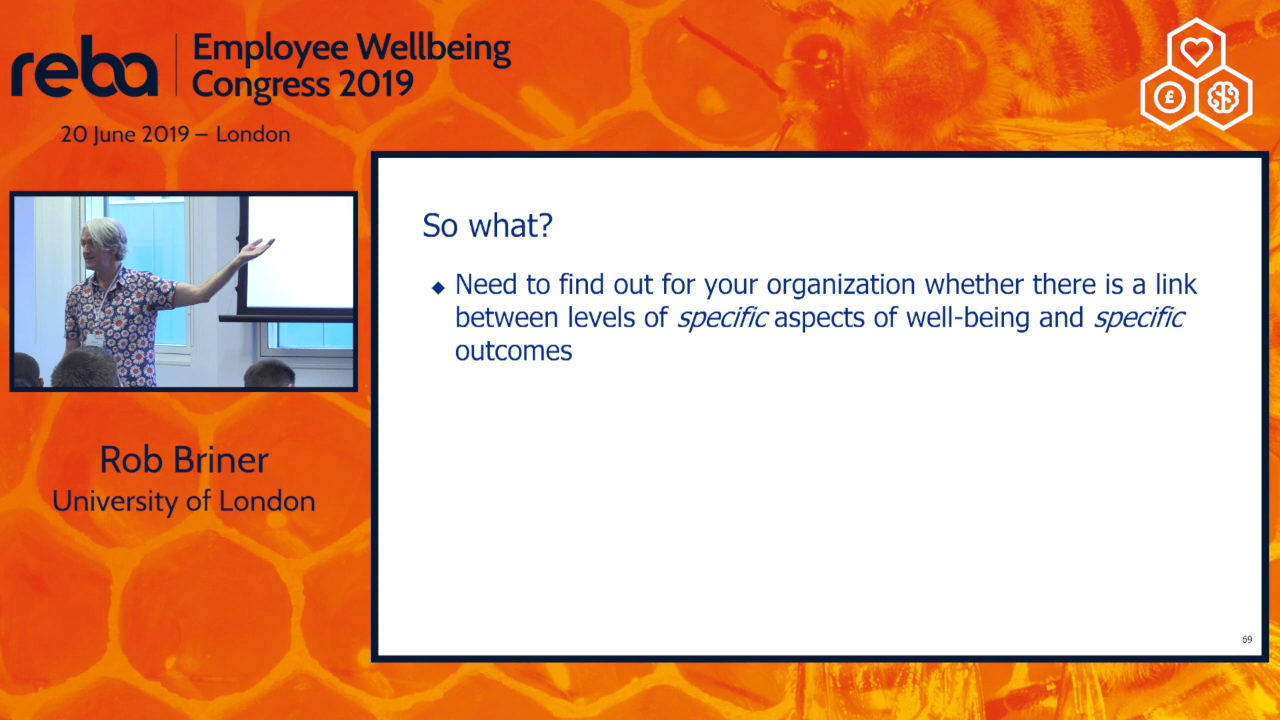 reba
Employee Wellbeing
Congress 2019
20 June 2019 – London
£
So what?
◆ Need to find out for your organization whether there is a link
between levels of specific aspects of well-being and specific
outcomes
Rob Briner
University of London
69